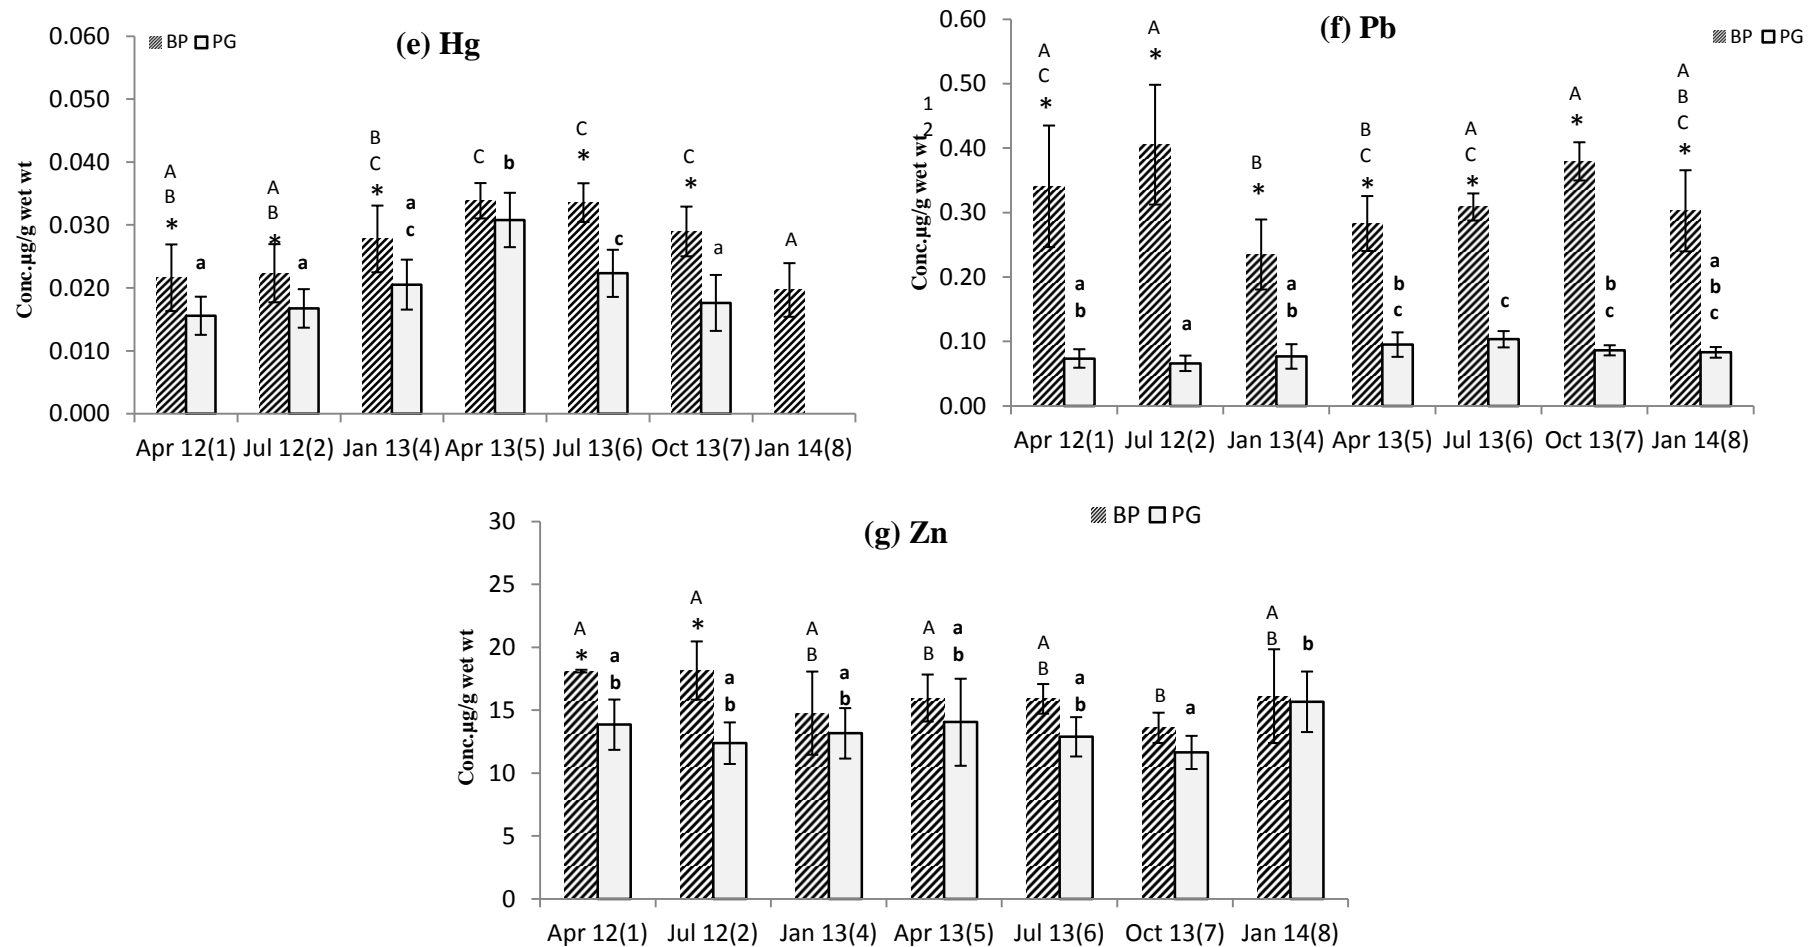 (e) Hg
BP PG
Conc.µg/g wet wt
0.060
0.050
0.040
0.030
0.020
0.010
0.000
A
B
*
a
A
B
*
a
B
C
*
a
c
C
b
C
*
c
C
*
a
A
Apr 12(1) Jul 12(2) Jan 13(4) Apr 13(5) Jul 13(6) Oct 13(7) Jan 14(8)
(f) Pb
BP PG
1
2
Conc.µg/g wet wt
0.60
0.50
0.40
0.30
0.20
0.10
0.00
A
C
*
a
b
A
*
a
B
*
a
b
B
C
*
b
c
A
C
*
c
A
*
b
c
A
B
C
*
a
b
c
Apr 12(1) Jul 12(2) Jan 13(4) Apr 13(5) Jul 13(6) Oct 13(7) Jan 14(8)
(g) Zn
BP PG
Conc.µg/g wet wt
30
25
20
15
10
5
0
A
*
a
b
A
*
a
b
A
B
a
b
A
B
a
b
A
B
a
b
B
a
A
B
b
Apr 12(1) Jul 12(2) Jan 13(4) Apr 13(5) Jul 13(6) Oct 13(7) Jan 14(8)